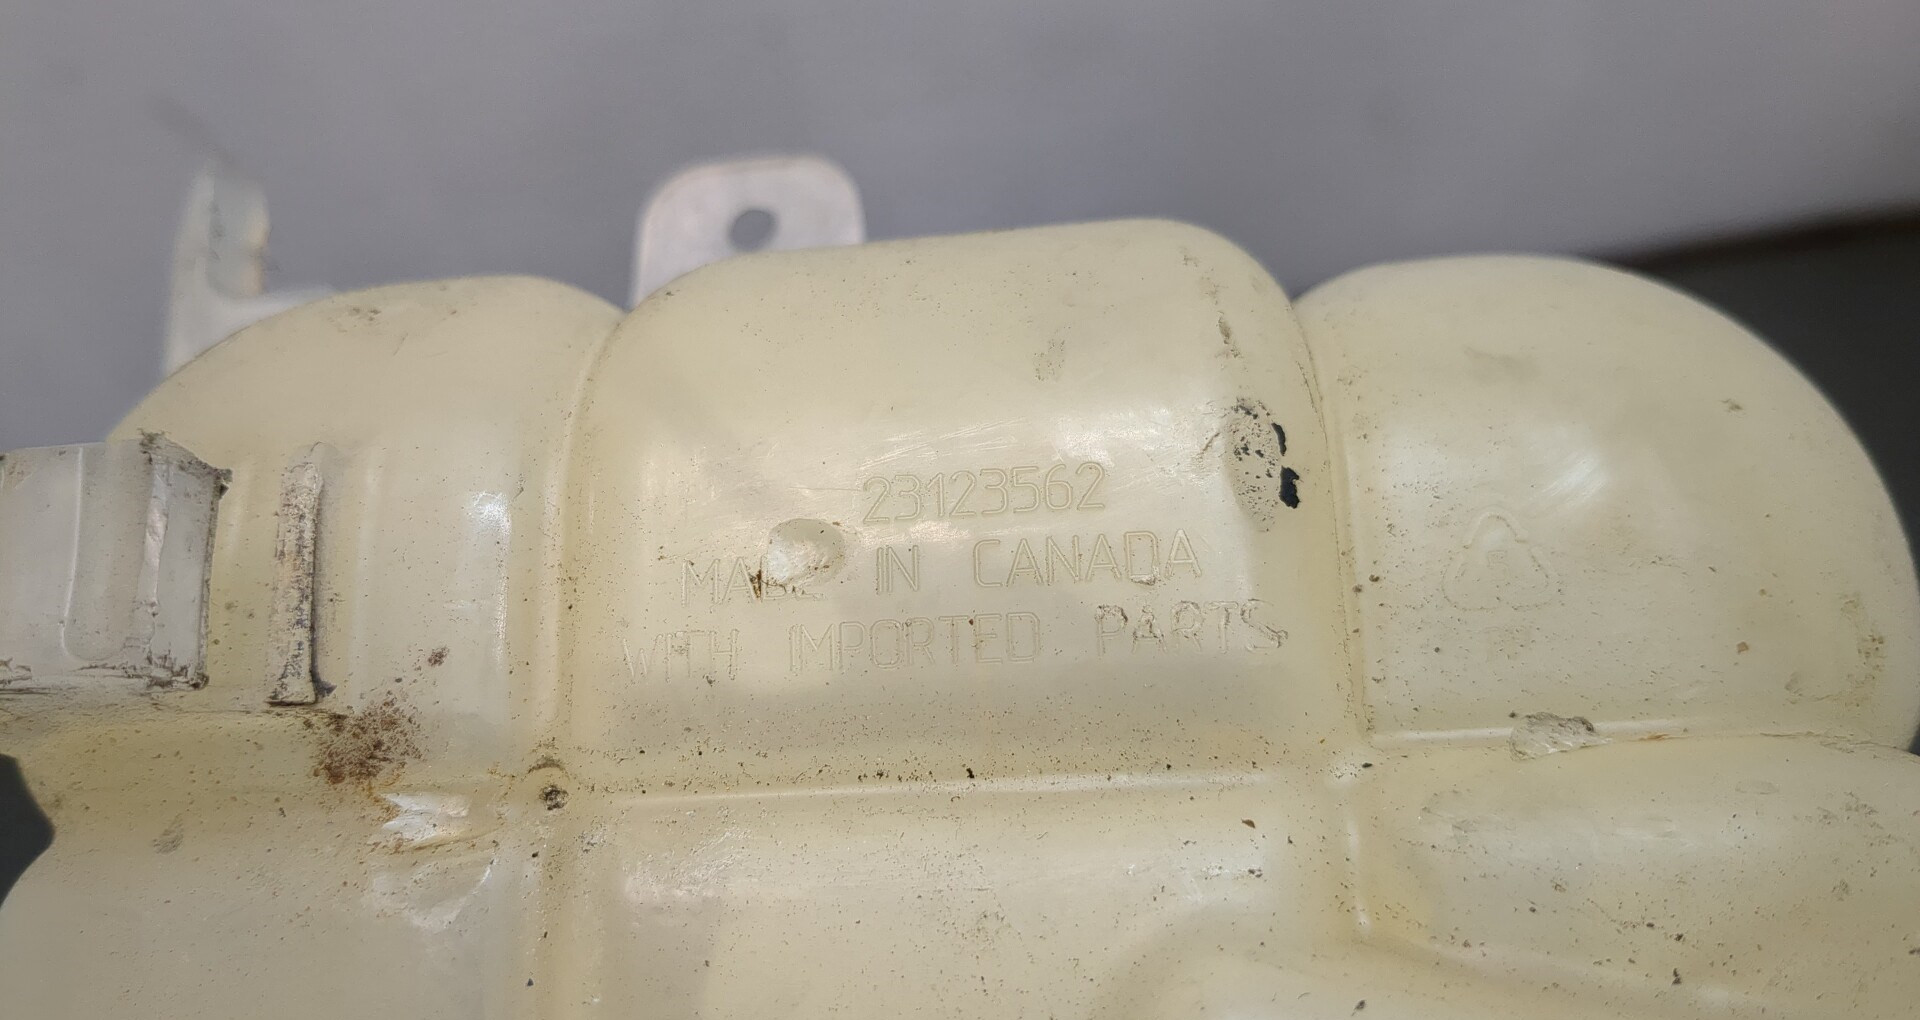 23123562
MADE IN CANADA
WITH IMPORTED PARTS